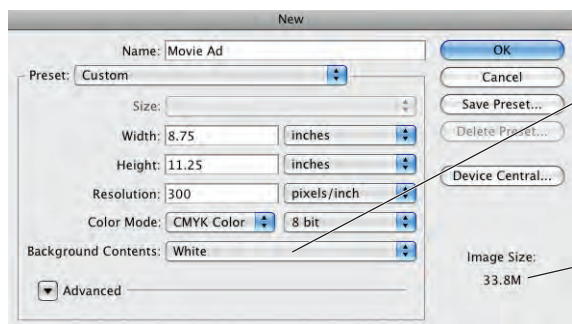 New
Name: Movie Ad
OK
Preset: Custom
Cancel
Size:
Save Preset...
Width: 8.75 inches
Delete Preset...
Height: 11.25 inches
Device Central...
Resolution: 300 pixels/inch
Color Mode: CMYK Color 8 bit
Background Contents: White
Image Size:
33.8M
Advanced